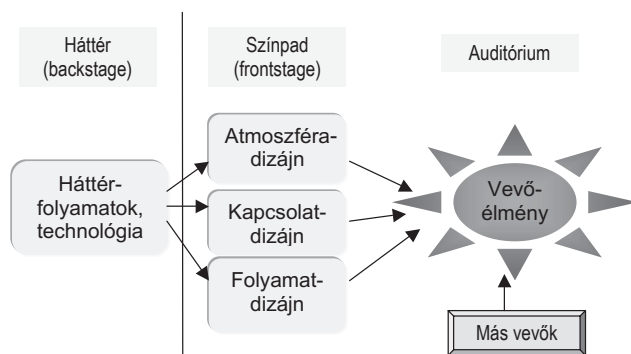 Háttér
(backstage)
Színpad
(frontstage)
Auditórium
Háttér-
folyamatok,
technológia
Atmoszféra-
dizájn
Kapcsolat-
dizájn
Folyamat-
dizájn
Vevő-
élmény
Más vevők